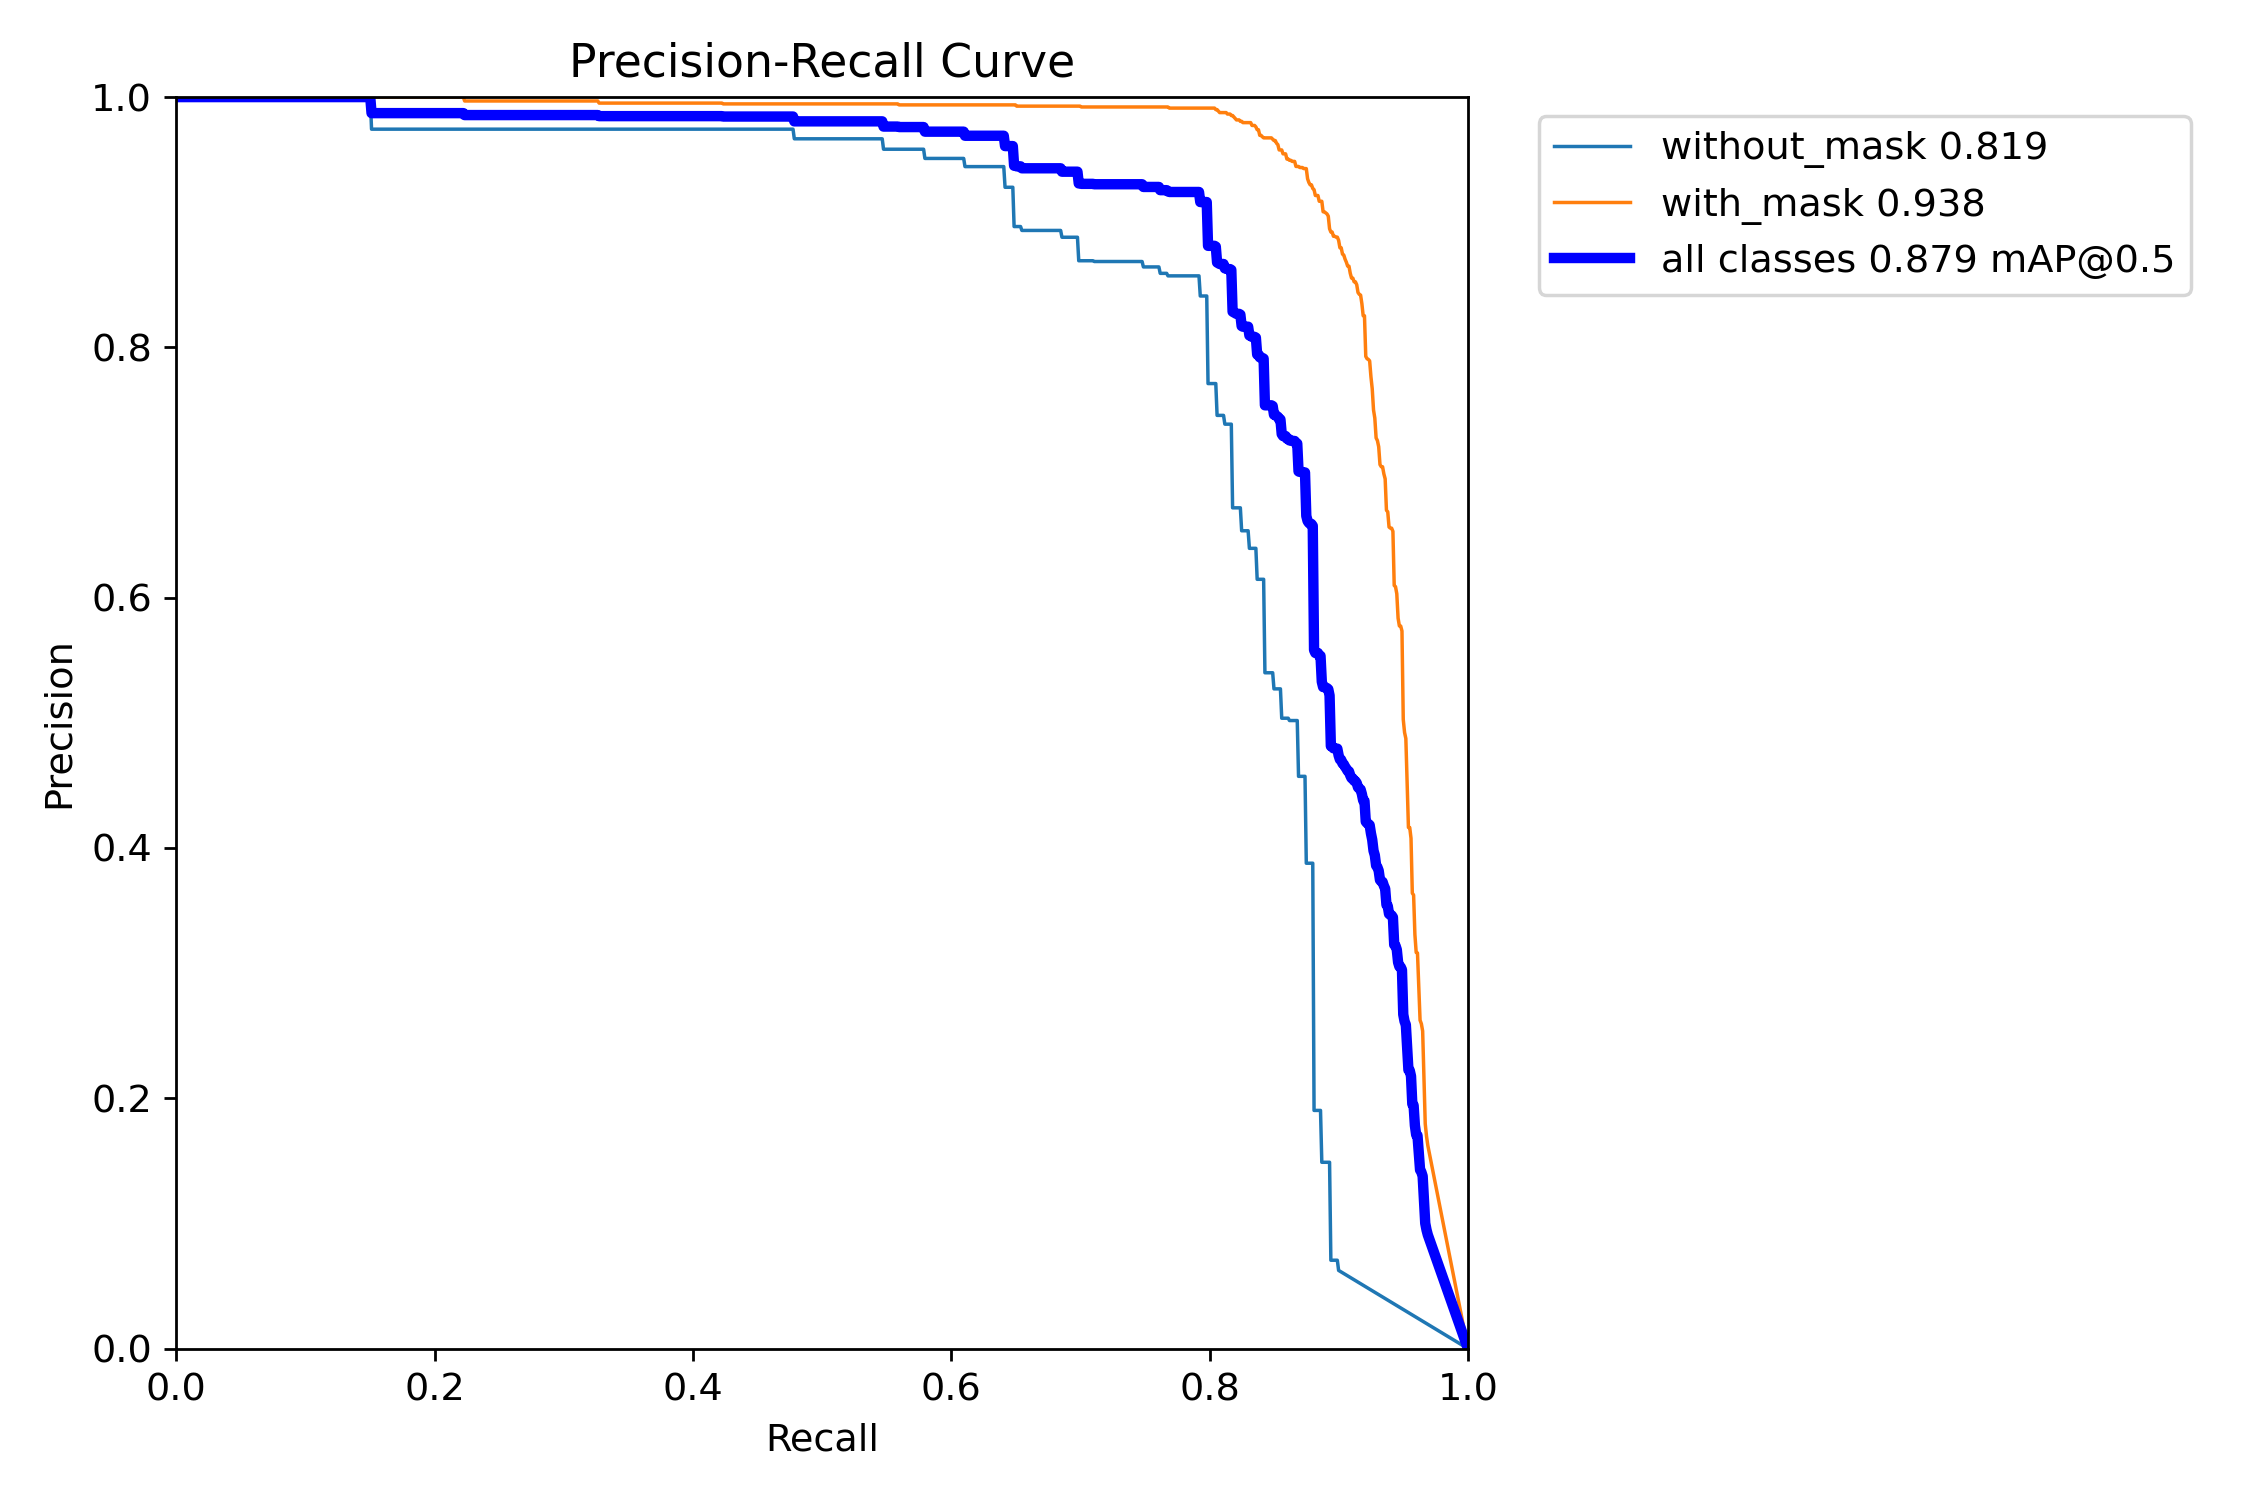 Precision-Recall Curve
1.0
0.8
0.6
0.4
0.2
0.0
Precision
0.0 0.2 0.4 0.6 0.8 1.0
Recall
without_mask 0.819
with_mask 0.938
all classes 0.879 mAP@0.5